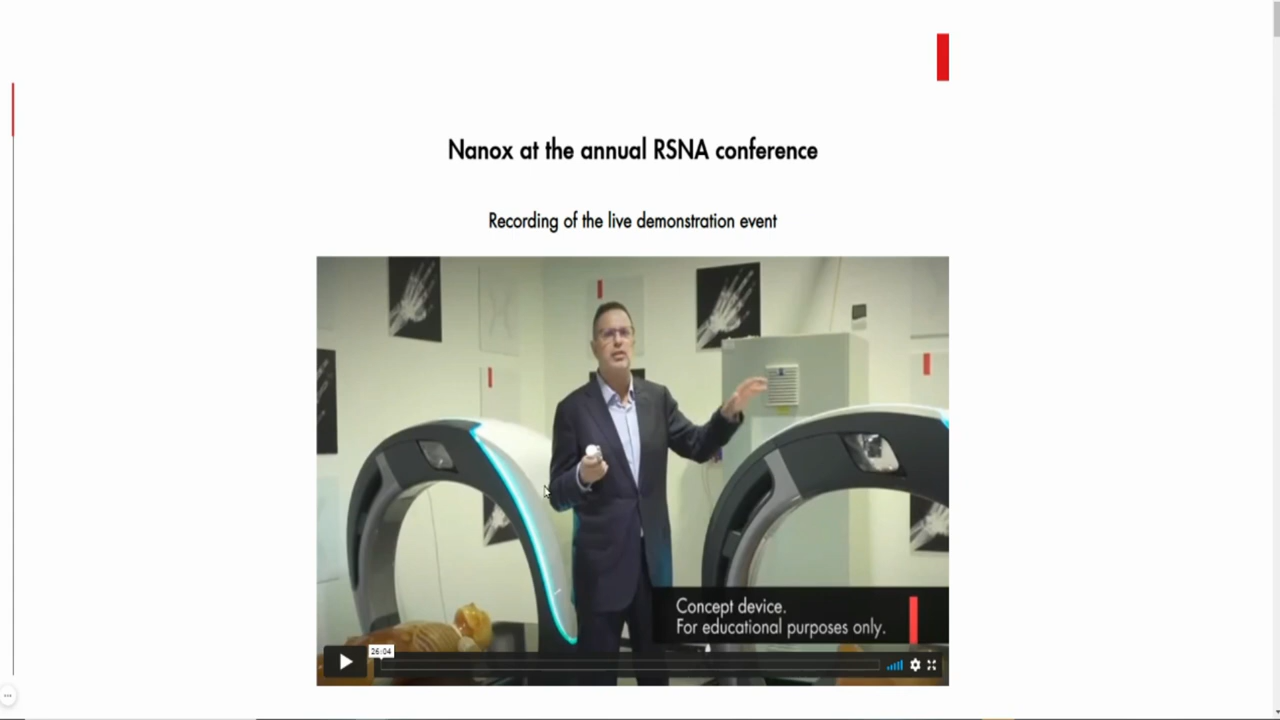 Nanox at the annual RSNA conference
Recording of the live demonstration event
Concept device.
For educational purposes only.
26:04